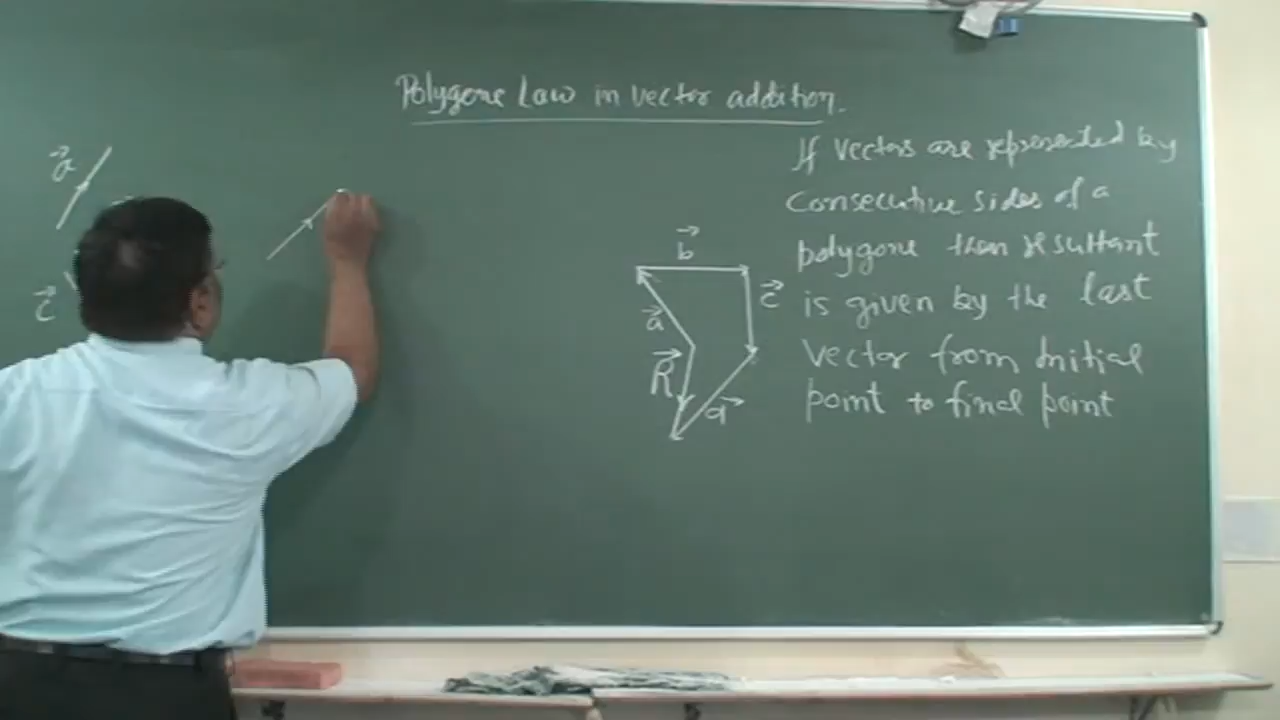 Polygone Law in vector addition.
If vectors are represented by
consecutive sides of a
polygone then resultant
is given by the last
vector from initial
point to final point
a⃗
c⃗
b⃗
c⃗
a⃗
R⃗
d⃗